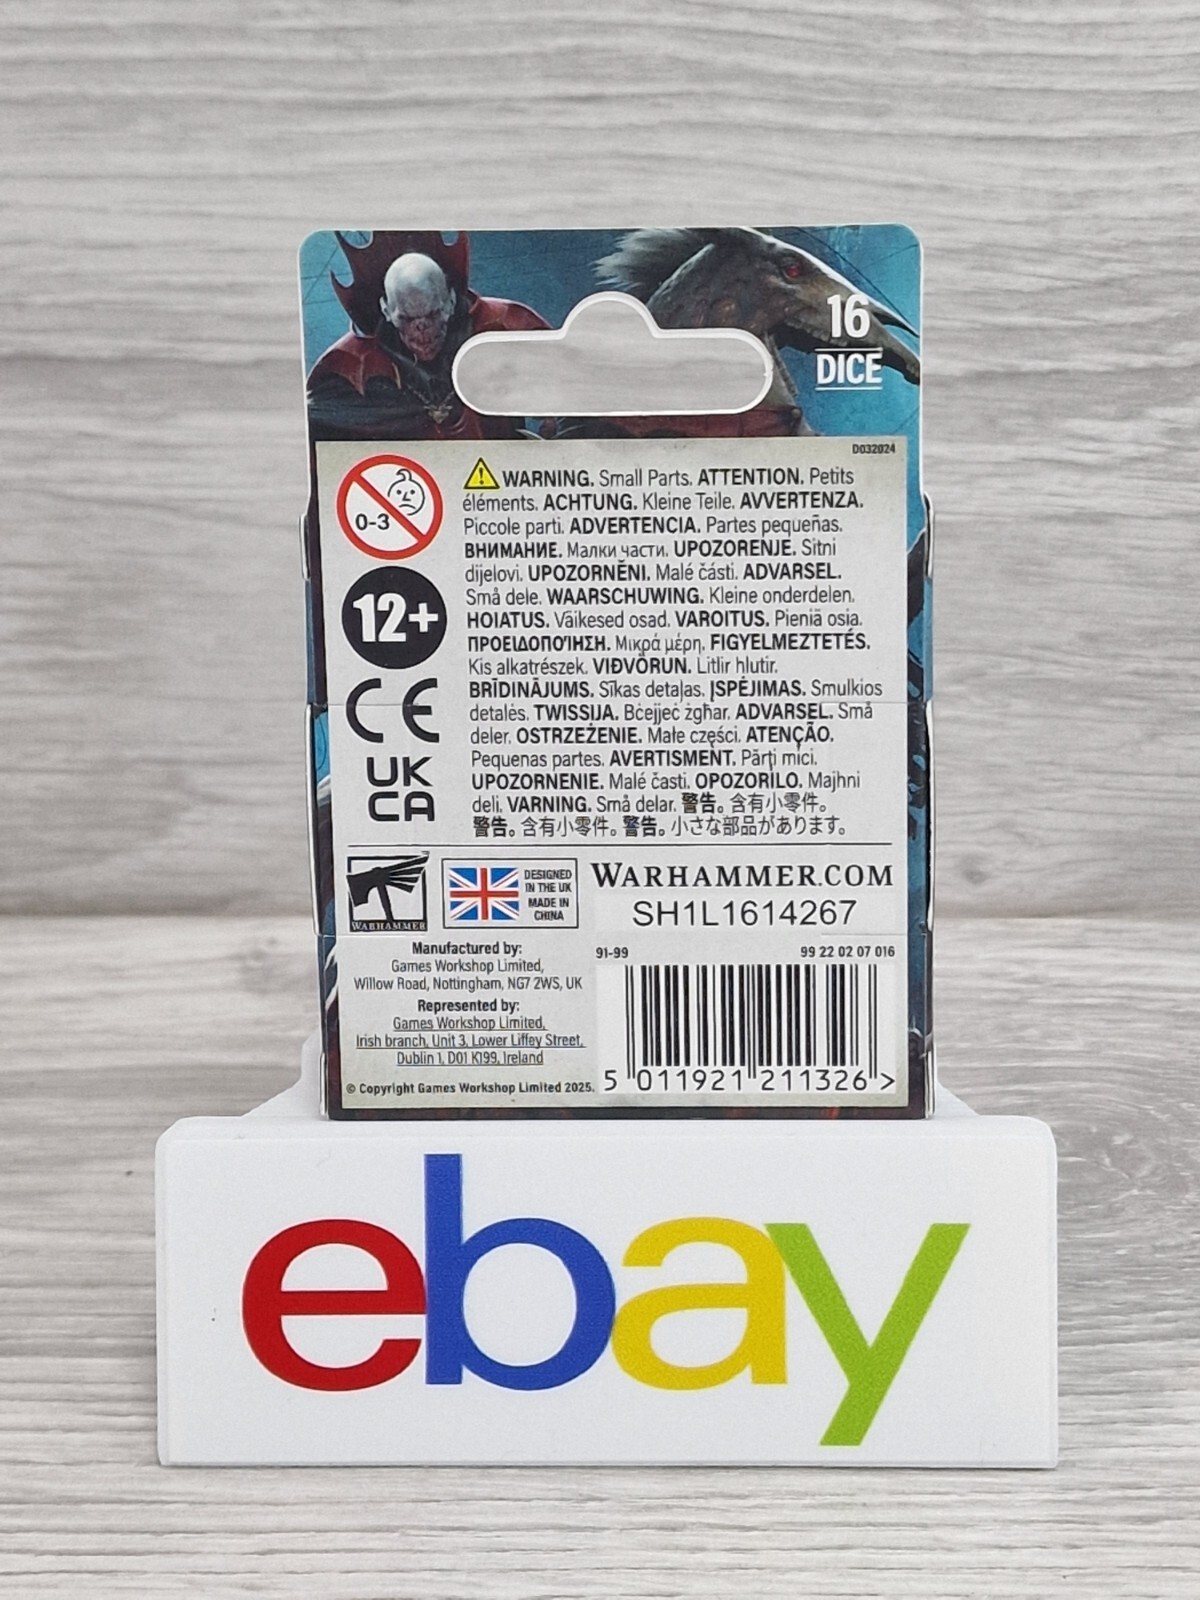 16
DICE
D032024
WARNING. Small Parts. ATTENTION. Petits
éléments. ACHTUNG. Kleine Teile. AVVERTENZA.
Piccole parti. ADVERTENCIA. Partes pequeñas.
ВНИМАНИЕ. Малки части. UPOZORENJE. Sitni
dijelovi. UPOZORNĚNI. Malé části. ADVARSEL.
Små dele. WAARSCHUWING. Kleine onderdelen.
HOIATUS. Väikesed osad. VAROITUS. Pieniä osia.
ΠΡΟΕΙΔΟΠΟΊΗΣΗ. Μικρά μέρη. FIGYELMEZTETÉS.
Kis alkatrészek. VIÐVÖRUN. Litlir hlutir.
BRĪDINĀJUMS. Sīkas detaļas. ĮSPĖJIMAS. Smulkios
detalės. TWISSIJA. Bċejjeċ żgħar. ADVARSEL. Små
deler. OSTRZEŻENIE. Małe części. ATENÇÃO.
Pequenas partes. AVERTISMENT. Părți mici.
UPOZORNENIE. Malé časti. OPOZORILO. Majhni
deli. VARNING. Små delar. 警告。含有小零件。
警告。含有小零件。警告。小さな部品があります。
0-3
12+
CE
UK
CA
WARHAMMER
DESIGNED
IN THE UK
MADE IN
CHINA
WARHAMMER.COM
SH1L1614267
Manufactured by:
Games Workshop Limited,
Willow Road, Nottingham, NG7 2WS, UK
Represented by:
Games Workshop Limited,
Irish branch, Unit 3, Lower Liffey Street,
Dublin 1, D01 K199, Ireland
© Copyright Games Workshop Limited 2025.
91-99 99 22 02 07 016
5 011921 211326 >
ebay